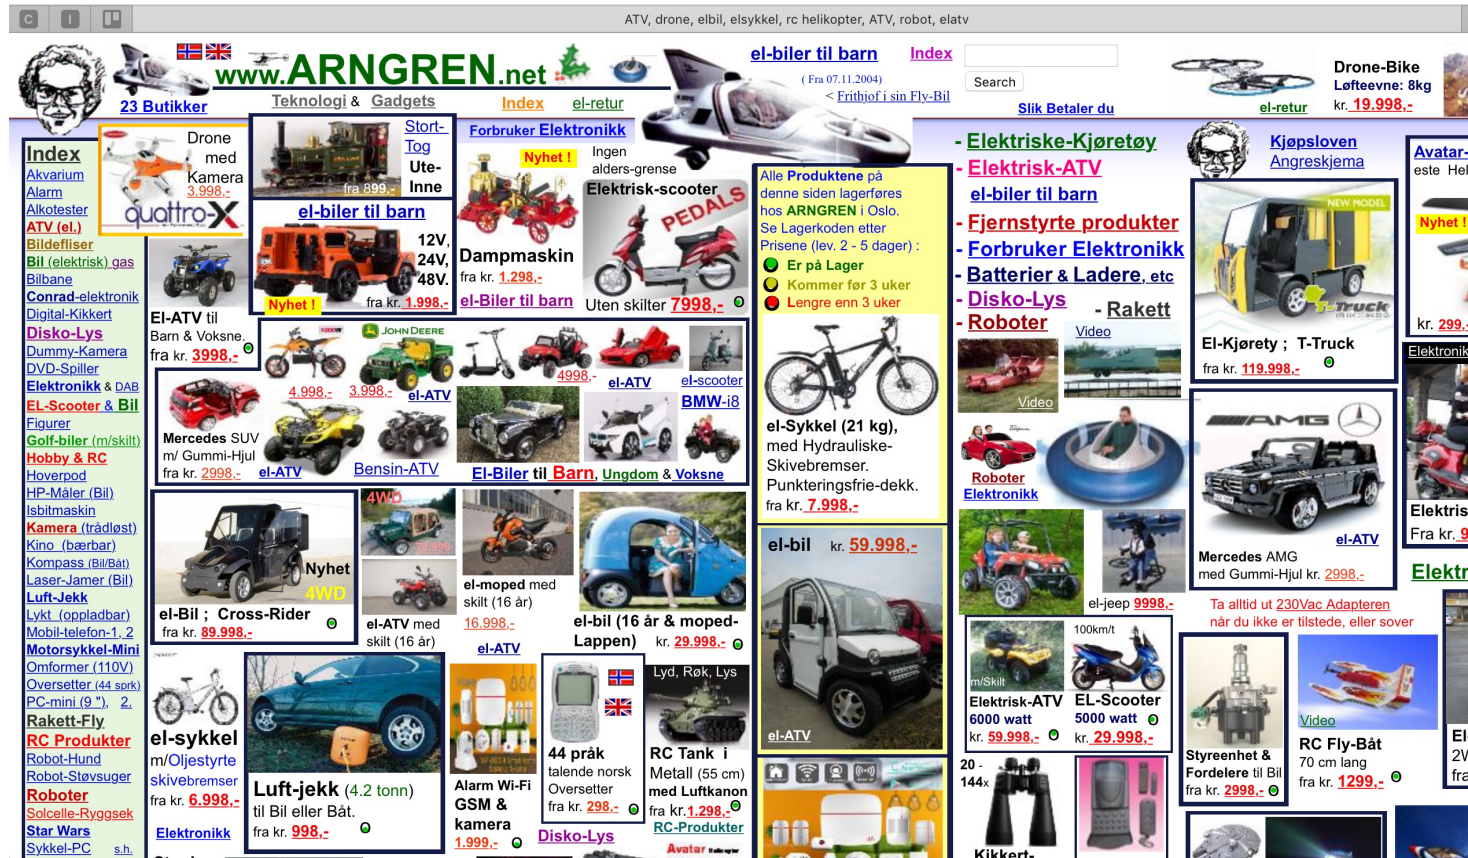 ATV, drone, elbil, elsykkel, rc helikopter, ATV, robot, elatv
www.ARNGREN.net
23 Butikker
Teknologi & Gadgets
Index
el-retur
el-biler til barn
Index
( Fra 07.11.2004)
< Frithjof i sin Fly-Bil
Search
Slik Betaler du
el-retur
Drone-Bike
Løfteevne: 8kg
kr. 19.998,-
Index
Akvarium
Alarm
Alkotester
ATV (el.)
Bildefliser
Bil (elektrisk) gas
Bilbane
Conrad-elektronik
Digital-Kikkert
Disko-Lys
Dummy-Kamera
DVD-Spiller
Elektronikk & DAB
EL-Scooter & Bil
Figurer
Golf-biler (m/skilt)
Hobby & RC
Hoverpod
HP-Måler (Bil)
Isbitmaskin
Kamera (trådløst)
Kino (bærbar)
Kompass (Bil/Båt)
Laser-Jamer (Bil)
Luft-Jekk
Lykt (oppladbar)
Mobil-telefon-1, 2
Motorsykkel-Mini
Omformer (110V)
Oversetter (44 sprk)
PC-mini (9 "), 2.
Rakett-Fly
RC Produkter
Robot-Hund
Robot-Støvsuger
Roboter
Solcelle-Ryggsek
Star Wars
Sykkel-PC s.h.
Drone
med
Kamera
3.998,-
quattro-X
Stort-
Tog
Ute-
Inne
fra 899,-
el-biler til barn
12V,
24V,
48V.
Nyhet !
fra kr. 1.998,-
Forbruker Elektronikk
Nyhet !
Dampmaskin
fra kr. 1.298,-
el-Biler til barn
Ingen
alders-grense
Elektrisk-scooter
PEDALS
Uten skilter 7998,-
El-ATV til
Barn & Voksne.
fra kr. 3998,-
JOHN DEERE
4.998,-
3.998,-
el-ATV
4998,-
el-ATV
el-scooter
BMW-i8
Mercedes SUV
m/ Gummi-Hjul
fra kr. 2998,-
el-ATV
Bensin-ATV
El-Biler til Barn, Ungdom & Voksne
Nyhet
4WD
el-Bil ; Cross-Rider
fra kr. 89.998,-
4WD
el-ATV med
skilt (16 år)
el-moped med
skilt (16 år)
16.998,-
el-ATV
el-bil (16 år & moped-
Lappen) kr. 29.998,-
el-sykkel
m/Oljestyrte
skivebremser
fra kr. 6.998,-
Elektronikk
Luft-jekk (4.2 tonn)
til Bil eller Båt.
fra kr. 998,-
Alarm Wi-Fi
GSM &
kamera
1.999,-
44 pråk
talende norsk
Oversetter
fra kr. 298,-
Disko-Lys
Lyd, Røk, Lys
RC Tank i
Metall (55 cm)
med Luftkanon
fra kr.1.298,-
RC-Produkter
Avatar
Alle Produktene på
denne siden lagerføres
hos ARNGREN i Oslo.
Se Lagerkoden etter
Prisene (lev. 2 - 5 dager) :
Er på Lager
Kommer før 3 uker
Lengre enn 3 uker
el-Sykkel (21 kg),
med Hydrauliske-
Skivebremser.
Punkteringsfrie-dekk.
fra kr. 7.998,-
el-bil kr. 59.998,-
el-ATV
- Elektriske-Kjøretøy
- Elektrisk-ATV
el-biler til barn
- Fjernstyrte produkter
- Forbruker Elektronikk
- Batterier & Ladere, etc
- Disko-Lys
- Rakett
- Roboter
Video
Video
Roboter
Elektronikk
el-jeep 9998,-
m/Skilt
Elektrisk-ATV
6000 watt
kr. 59.998,-
100km/t
EL-Scooter
5000 watt
kr. 29.998,-
20 -
144x
Kikkert-
Kjøpsloven
Angreskjema
NEW MODEL
T-Truck
El-Kjørety ; T-Truck
fra kr. 119.998,-
AMG
el-ATV
Mercedes AMG
med Gummi-Hjul kr. 2998,-
Ta alltid ut 230Vac Adapteren
når du ikke er tilstede, eller sover
Styreenhet &
Fordelere til Bil
fra kr. 2998,-
Video
RC Fly-Båt
70 cm lang
fra kr. 1299,-
Avatar-
este Hel
Nyhet !
kr. 299,-
Elektronik
Elektris
Fra kr. 9
Elektr
El-
2W
fra